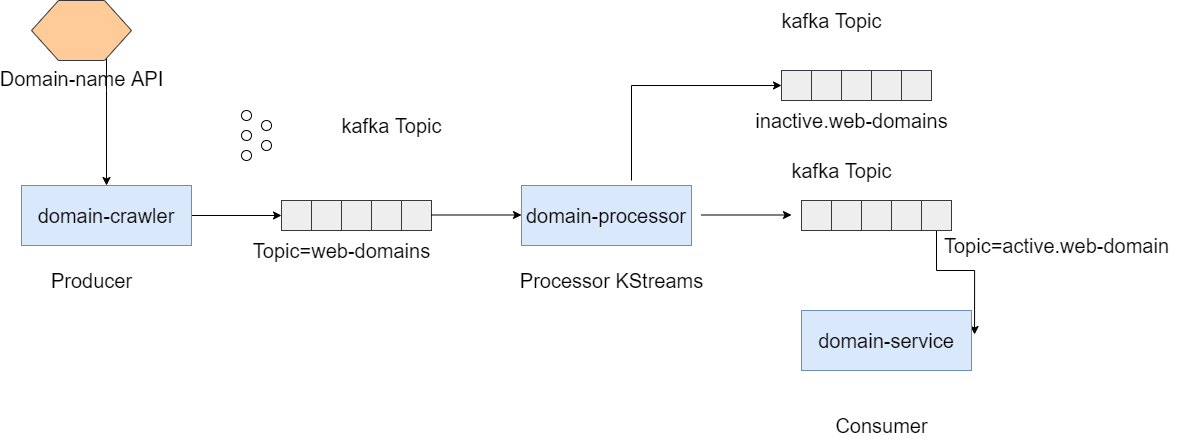 kafka Topic
Domain-name API
kafka Topic
inactive.web-domains
kafka Topic
domain-crawler
domain-processor
Topic=web-domains
Topic=active.web-domain
Producer
Processor KStreams
domain-service
Consumer